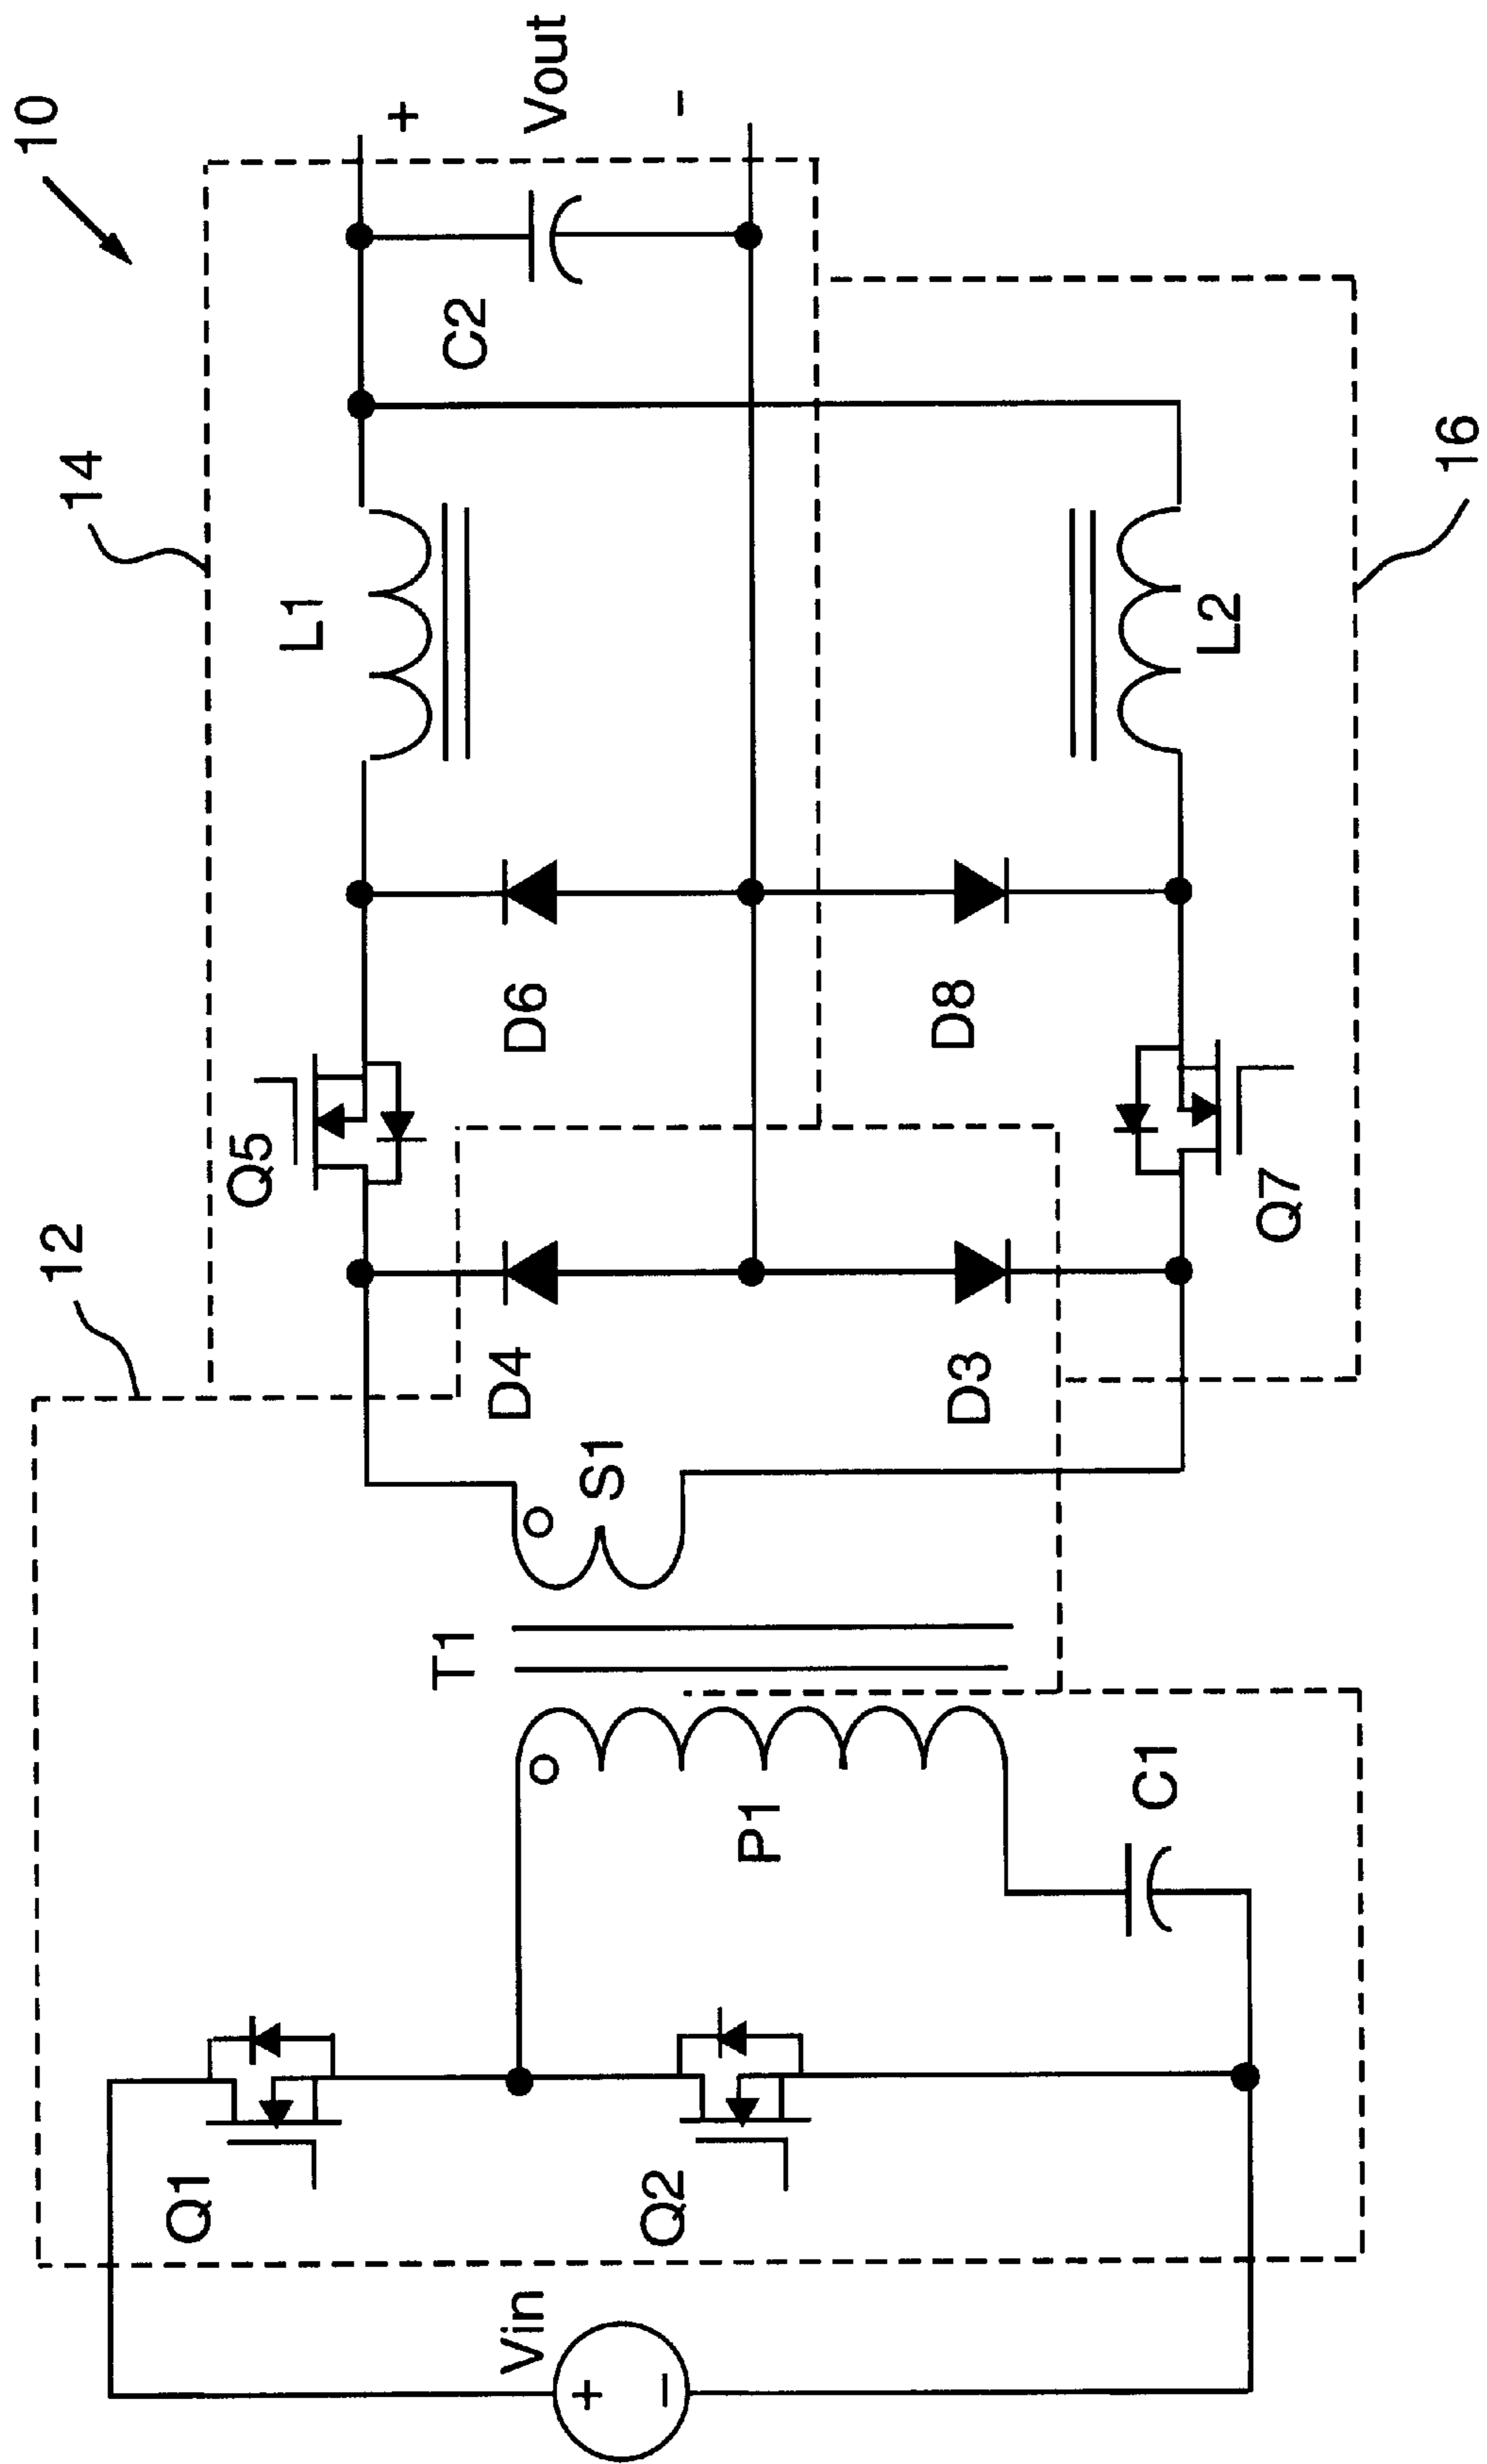 10
12
14
16
Vin
+
−
Q1
Q2
P1
C1
T1
S1
D4
D3
Q5
Q7
D6
D8
L1
L2
C2
+
Vout
−